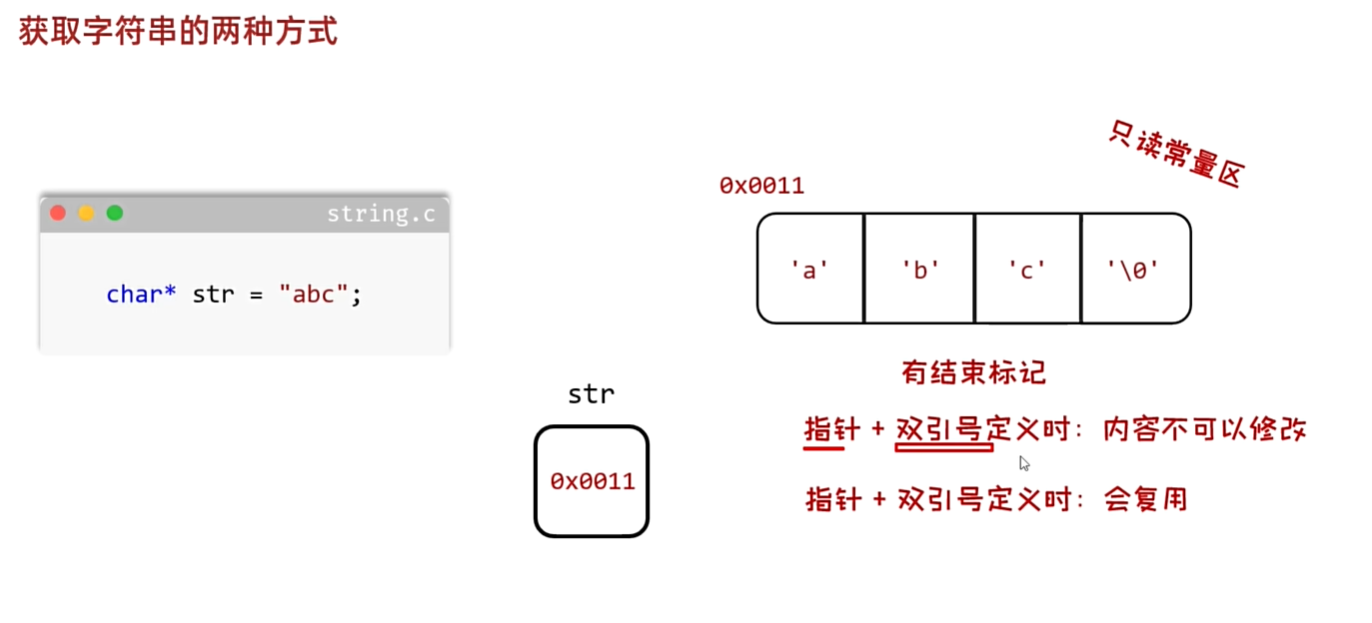 获取字符串的两种方式
只读常量区
0x0011
string.c
'a' 'b' 'c' '\0'
char* str = "abc";
有结束标记
str
指针 + 双引号定义时：内容不可以修改
0x0011
指针 + 双引号定义时：会复用